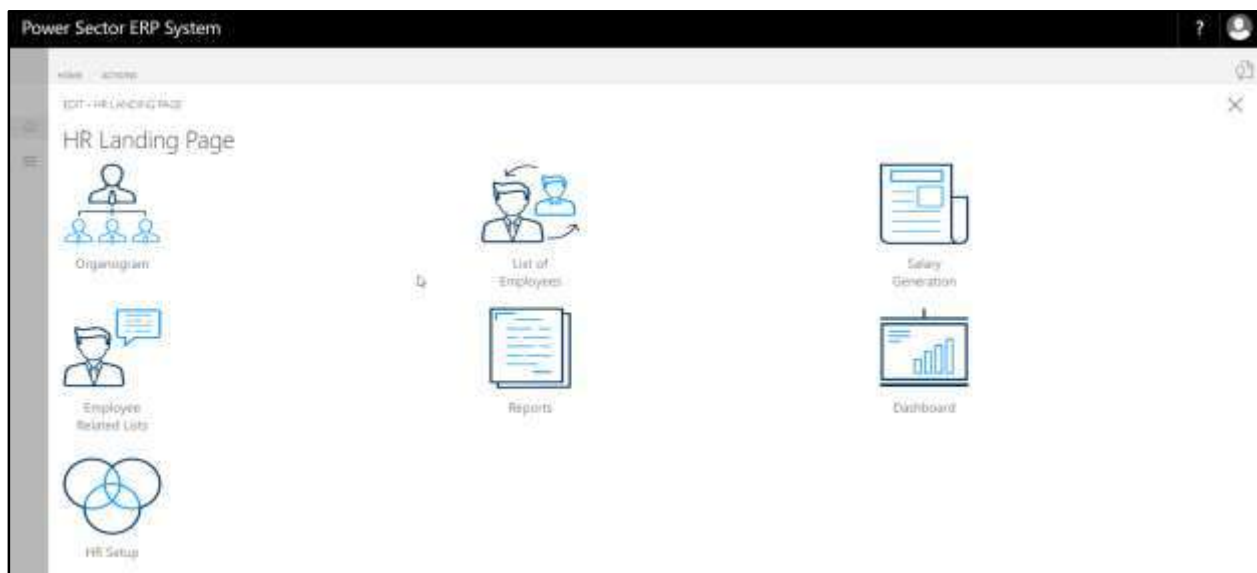 Power Sector ERP System ?
HOME ACTIONS
EDIT - HR LANDING PAGE
HR Landing Page
Organogram
List of
Employees
Salary
Generation
Employee
Related Lists
Reports
Dashboard
HR Setup